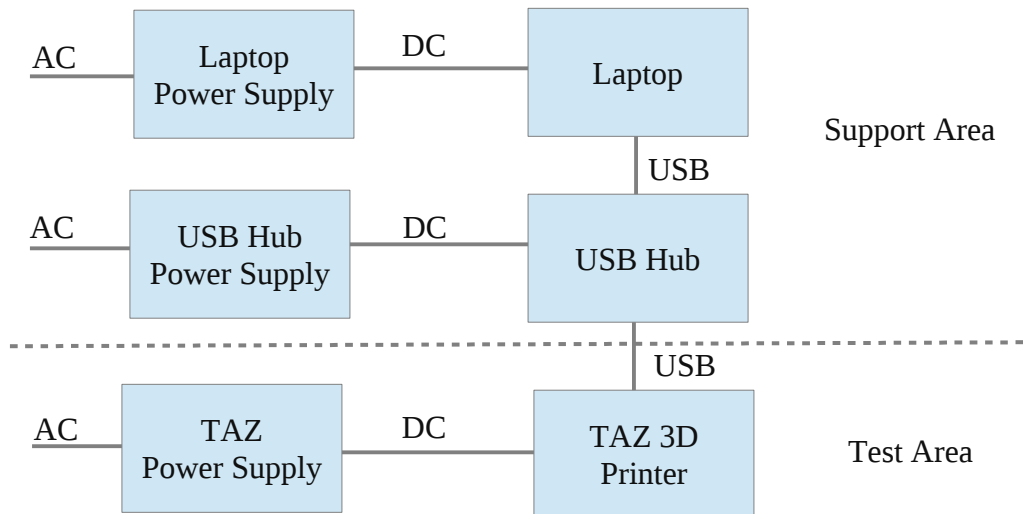 AC
Laptop
Power Supply
DC
Laptop
Support Area
USB
AC
USB Hub
Power Supply
DC
USB Hub
USB
AC
TAZ
Power Supply
DC
TAZ 3D
Printer
Test Area